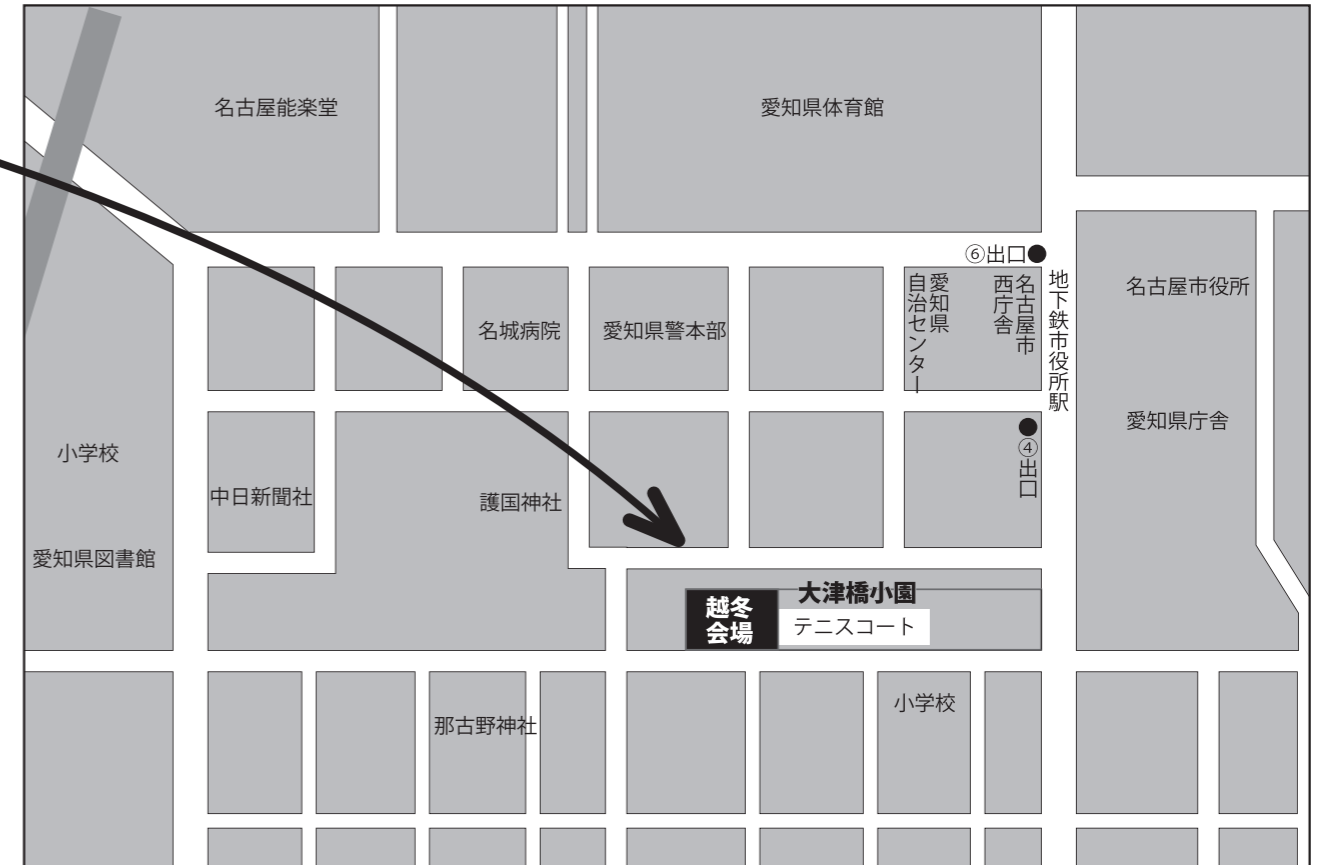 名古屋能楽堂
愛知県体育館
⑥出口
地下鉄市役所駅
名古屋市
西庁舎
愛知県
自治センター
名古屋市役所
名城病院
愛知県警本部
愛知県庁舎
④出口
小学校
中日新聞社
護国神社
愛知県図書館
大津橋小園
越冬
会場
テニスコート
小学校
那古野神社